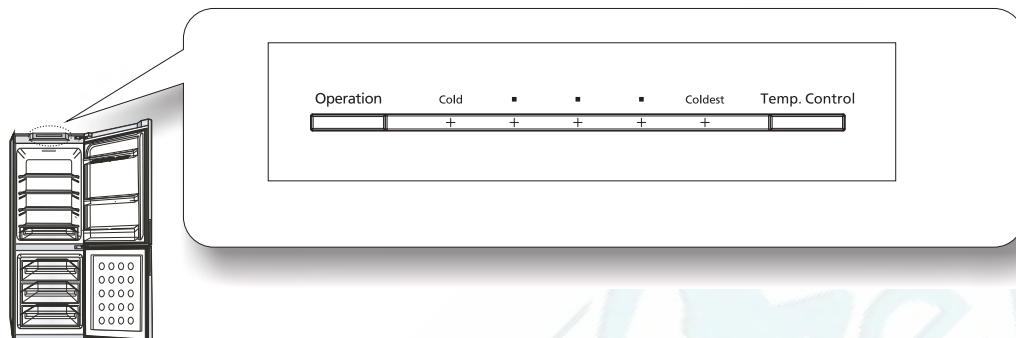 Operation Cold ▪ ▪ ▪ Coldest Temp. Control